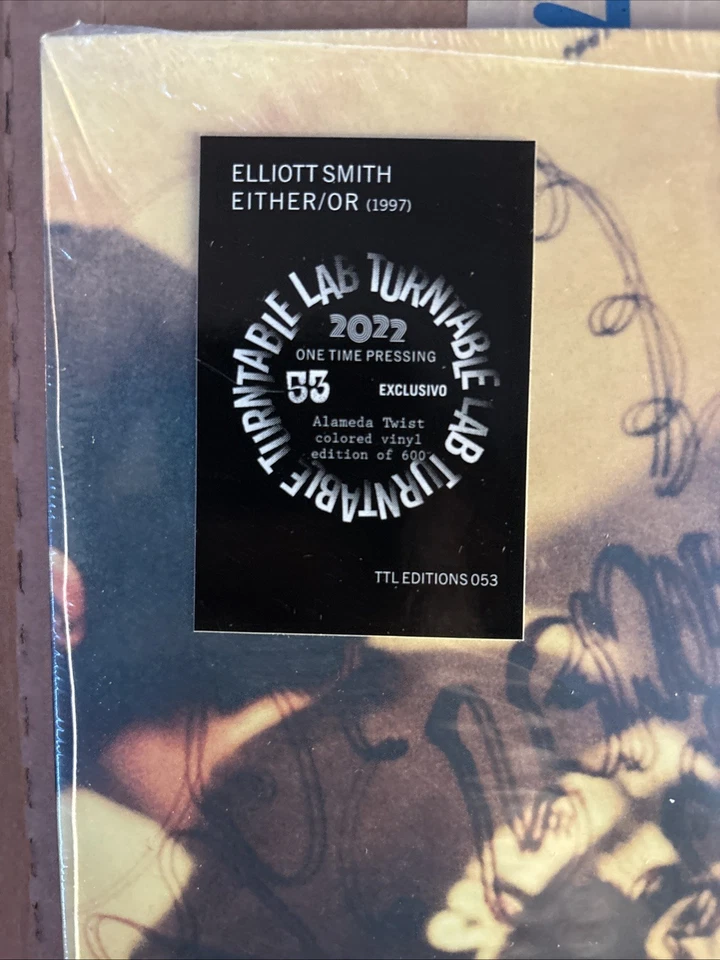 ELLIOTT SMITH
EITHER/OR (1997)
TURNTABLE LAB TURNTABLE LAB TURNTABLE LAB
2022
ONE TIME PRESSING
53 EXCLUSIVO
Alameda Twist
colored vinyl
edition of 600
TTL EDITIONS 053